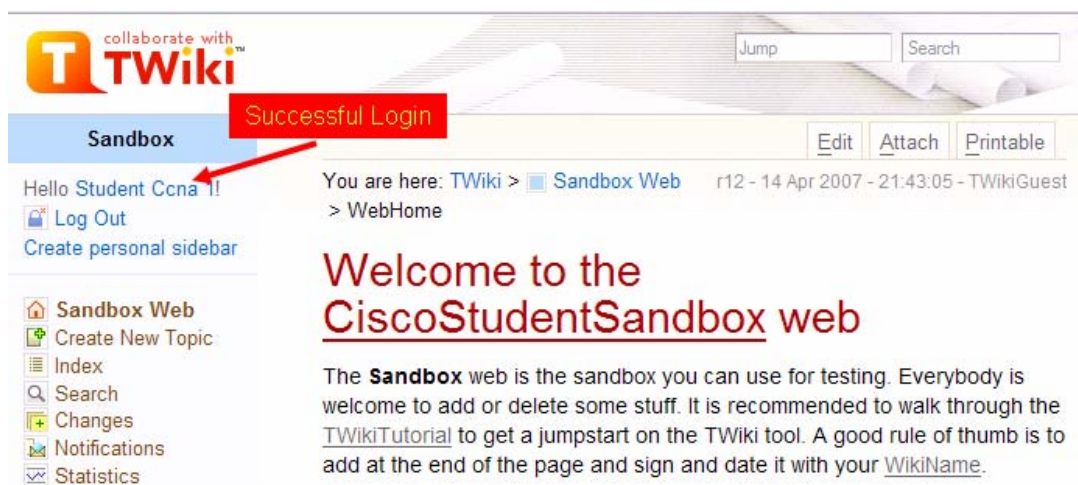 collaborate with
TWiki™
Jump
Search
Successful Login
Sandbox
Edit Attach Printable
Hello Student Ccna 1!
Log Out
Create personal sidebar
You are here: TWiki > Sandbox Web
> WebHome
r12 - 14 Apr 2007 - 21:43:05 - TWikiGuest
Welcome to the
CiscoStudentSandbox web
Sandbox Web
Create New Topic
Index
Search
Changes
Notifications
Statistics
The Sandbox web is the sandbox you can use for testing. Everybody is
welcome to add or delete some stuff. It is recommended to walk through the
TWikiTutorial to get a jumpstart on the TWiki tool. A good rule of thumb is to
add at the end of the page and sign and date it with your WikiName.